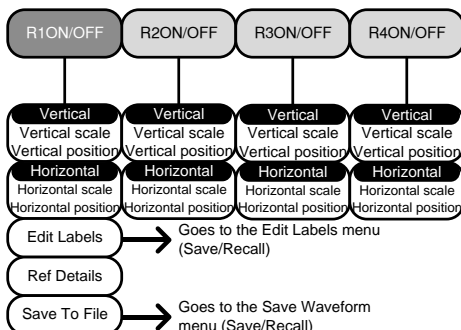 R1ON/OFF R2ON/OFF R3ON/OFF R4ON/OFF
Vertical Vertical Vertical Vertical
Vertical scale Vertical scale Vertical scale Vertical scale
Vertical position Vertical position Vertical position Vertical position
Horizontal Horizontal Horizontal Horizontal
Horizontal scale Horizontal scale Horizontal scale Horizontal scale
Horizontal position Horizontal position Horizontal position Horizontal position
Edit Labels Goes to the Edit Labels menu
(Save/Recall)
Ref Details
Save To File Goes to the Save Waveform
menu (Save/Recall)